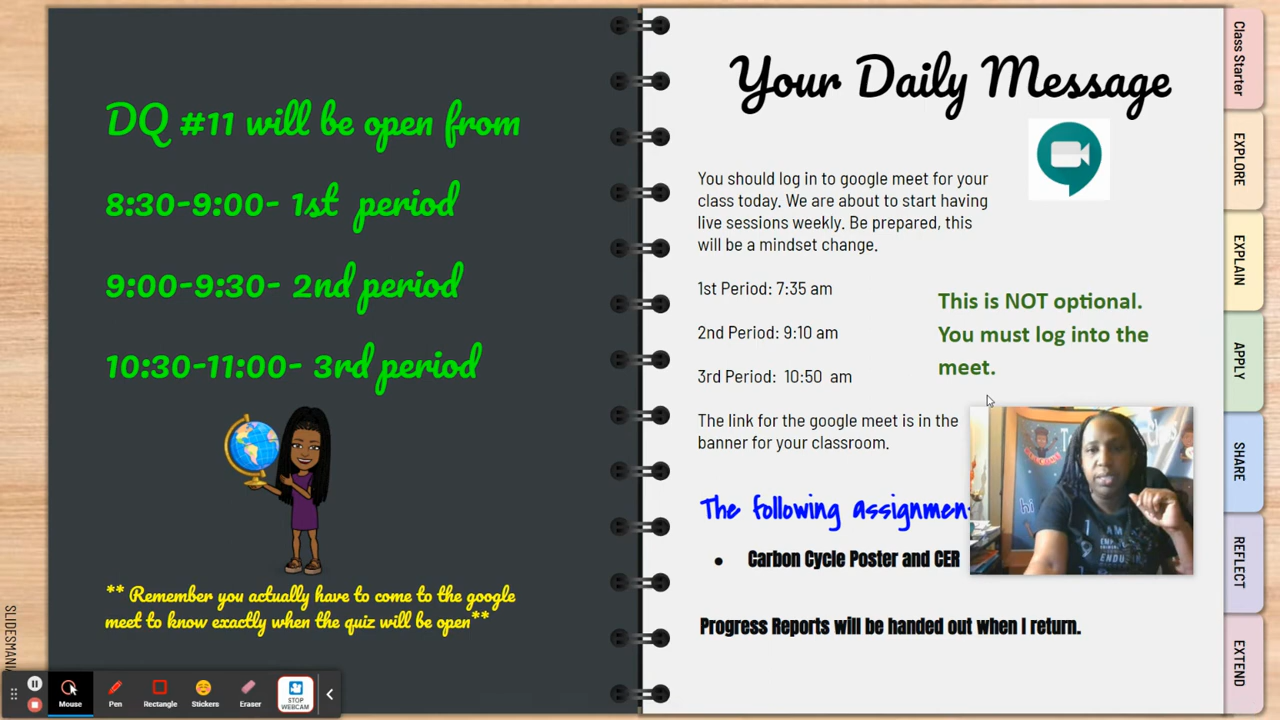 DQ #11 will be open from
8:30-9:00- 1st period
9:00-9:30- 2nd period
10:30-11:00- 3rd period
** Remember you actually have to come to the google
meet to know exactly when the quiz will be open**
Your Daily Message
You should log in to google meet for your
class today. We are about to start having
live sessions weekly. Be prepared, this
will be a mindset change.
1st Period: 7:35 am
2nd Period: 9:10 am
3rd Period: 10:50 am
This is NOT optional.
You must log into the
meet.
The link for the google meet is in the
banner for your classroom.
The following assignmen
• Carbon Cycle Poster and CER
Progress Reports will be handed out when I return.
Class Starter
EXPLORE
EXPLAIN
APPLY
SHARE
REFLECT
EXTEND
Mouse
Pen
Rectangle
Stickers
Eraser
STOP
WEBCAM